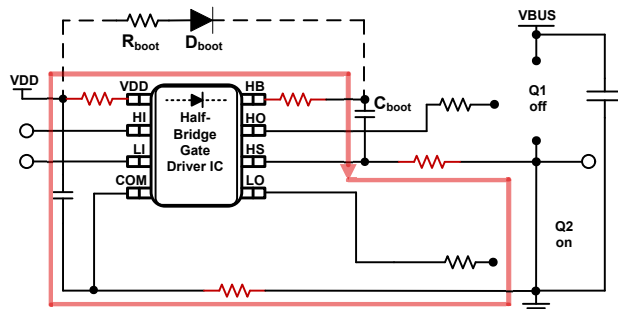 VBUS
Rboot
Dboot
VDD
VDD
HB
Cboot
Q1
off
HI
Half-
Bridge
Gate
Driver IC
HO
LI
HS
COM
LO
Q2
on